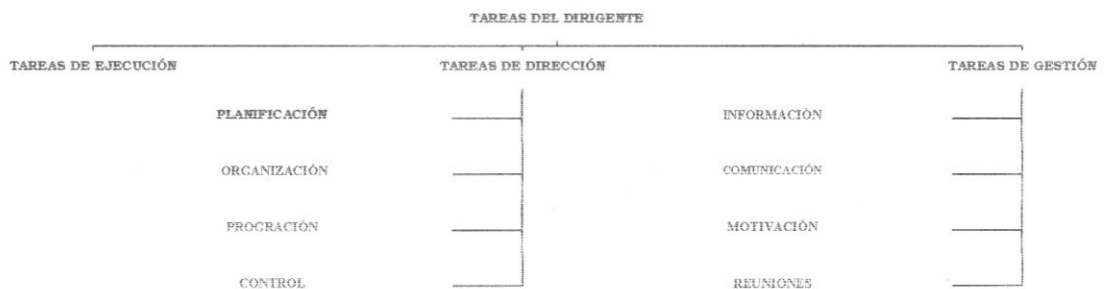 TAREAS DEL DIRIGENTE
TAREAS DE EJECUCIÓN TAREAS DE DIRECCIÓN TAREAS DE GESTIÓN
PLANIFICACIÓN INFORMACIÓN
ORGANIZACIÓN COMUNICACIÓN
PROGRACIÓN MOTIVACIÓN
CONTROL REUNIONES